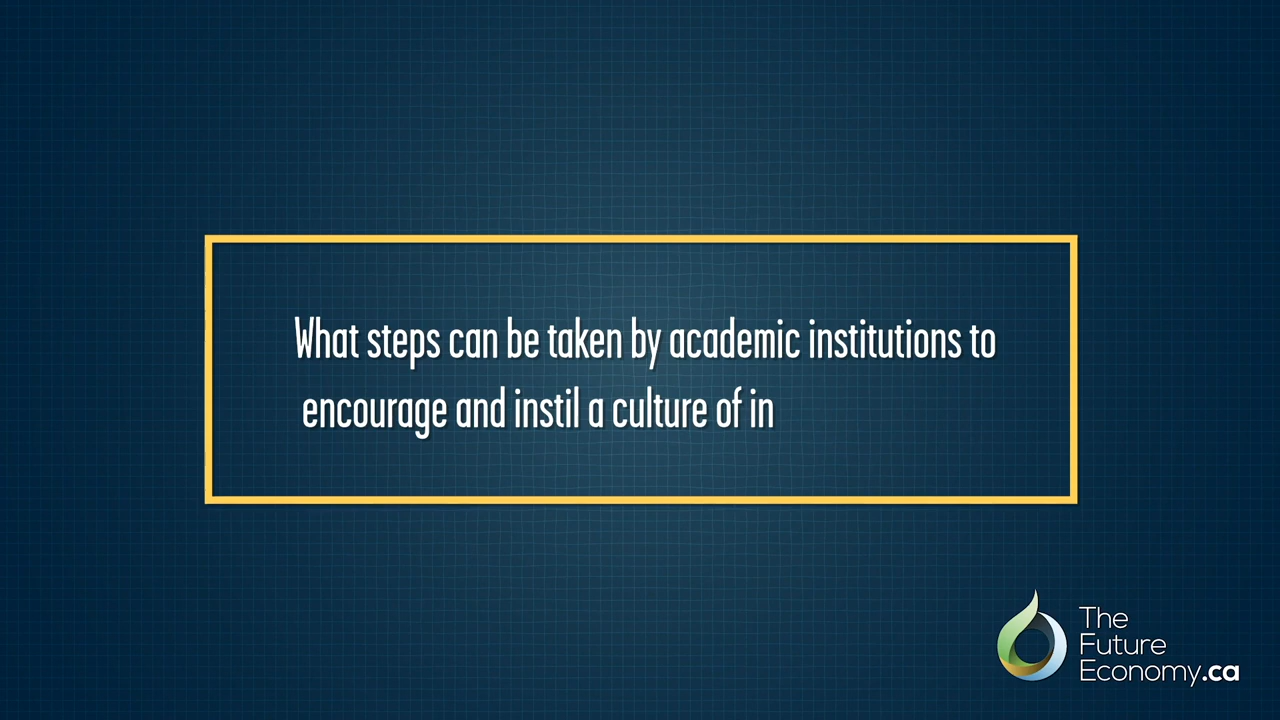 What steps can be taken by academic institutions to
encourage and instil a culture of in
The
Future
Economy.ca